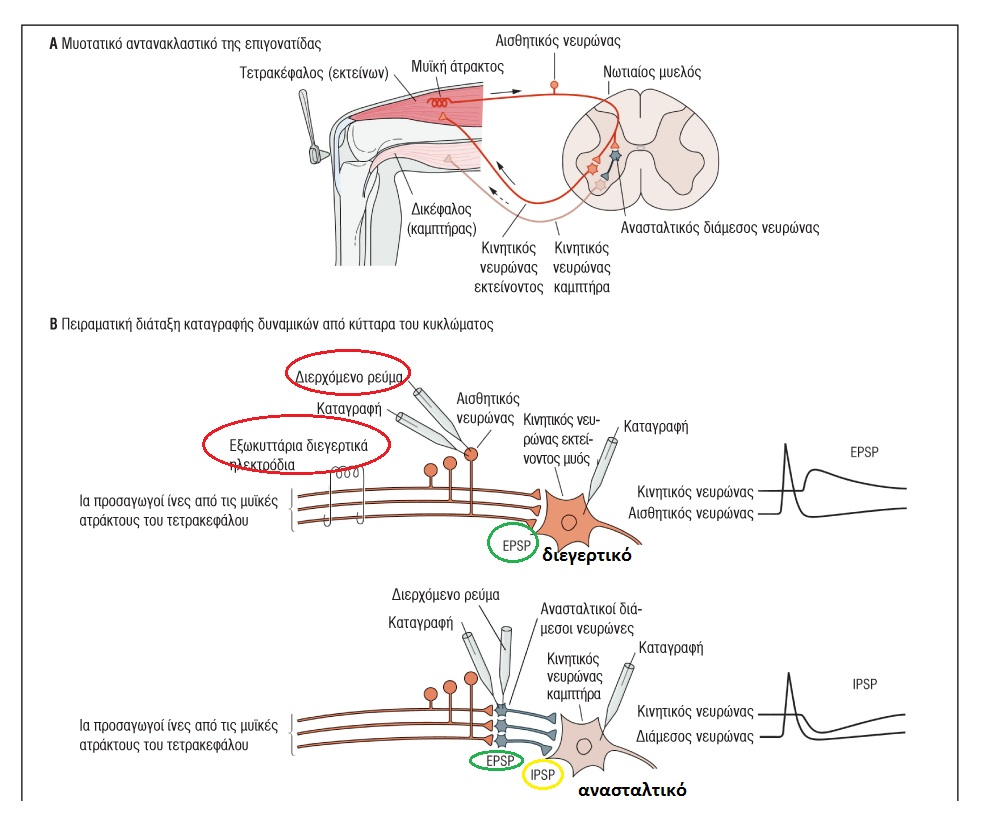 Α Μυοτατικό αντανακλαστικό της επιγονατίδας
Αισθητικός
νευρώνας
Τετρακέφαλος (εκτείνων)
Μυϊκή άτρακτος
Νωτιαίος μυελός
Δικέφαλος
(καμπτήρας)
Ανασταλτικός διάμεσος νευρώνας
Κινητικός
νευρώνας
εκτείνοντος
Κινητικός
νευρώνας
καμπτήρα
Β Πειραματική διάταξη καταγραφής δυναμικών από κύτταρα του κυκλώματος
Διερχόμενο ρεύμα
Καταγραφή
Αισθητικός
νευρώνας
Εξωκυττάρια διεγερτικά
ηλεκτρόδια
Κινητικός νευ-
ρώνας εκτεί-
νοντος μυός
Καταγραφή
Ια προσαγωγοί ίνες από τις μυϊκές
ατράκτους του τετρακεφάλου
EPSP
διεγερτικό
EPSP
Κινητικός νευρώνας
Αισθητικός νευρώνας
Διερχόμενο ρεύμα
Καταγραφή
Ανασταλτικοί διά-
μεσοι νευρώνες
Κινητικός
νευρώνας
καμπτήρα
Καταγραφή
Ια προσαγωγοί ίνες από τις μυϊκές
ατράκτους του τετρακεφάλου
EPSP
IPSP
ανασταλτικό
IPSP
Κινητικός νευρώνας
Διάμεσος νευρώνας